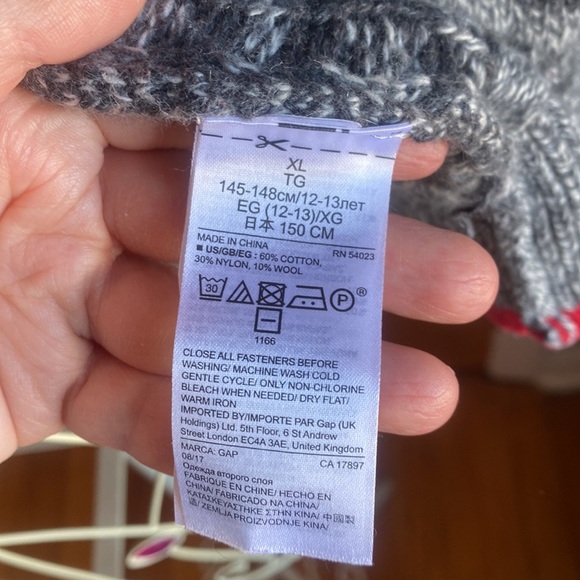 XL
TG
145-148см/12-13лет
EG (12-13)/XG
日本 150 CM
MADE IN CHINA RN 54023
■ US/GB/EG : 60% COTTON,
30% NYLON, 10% WOOL
30 P
1166
CLOSE ALL FASTENERS BEFORE
WASHING/ MACHINE WASH COLD
GENTLE CYCLE/ ONLY NON-CHLORINE
BLEACH WHEN NEEDED/ DRY FLAT/
WARM IRON
IMPORTED BY/IMPORTE PAR Gap (UK
Holdings) Ltd. 5th Floor, 6 St Andrew
Street London EC4A 3AE, United Kingdom
MARCA: GAP CA 17897
08/17
Одежда второго слоя
FABRIQUE EN CHINE/ HECHO EN
CHINA/ FABRICADO NA CHINA/
ΚΑΤΑΣΚΕΥΑΣΤΗΚΕ ΣΤΗΝ ΚΙΝΑ/ 中國製
/ ZEMLJA PROIZVODNJE KINA/